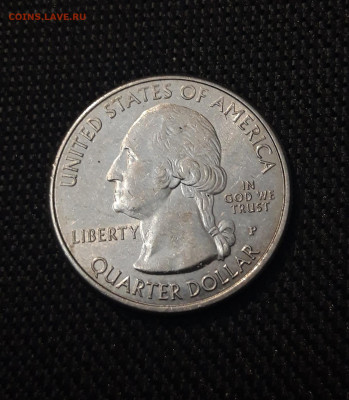 COINS.LAVE.RU
UNITED STATES OF AMERICA
IN
GOD WE
TRUST
LIBERTY
P
QUARTER DOLLAR